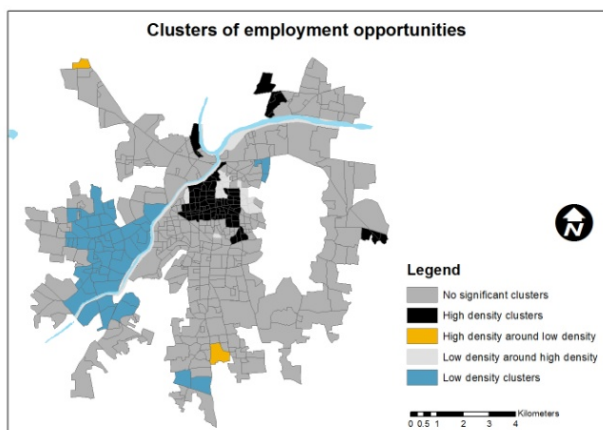 Clusters of employment opportunities
N
Legend
No significant clusters
High density clusters
High density around low density
Low density around high density
Low density clusters
Kilometers
0 0.5 1 2 3 4